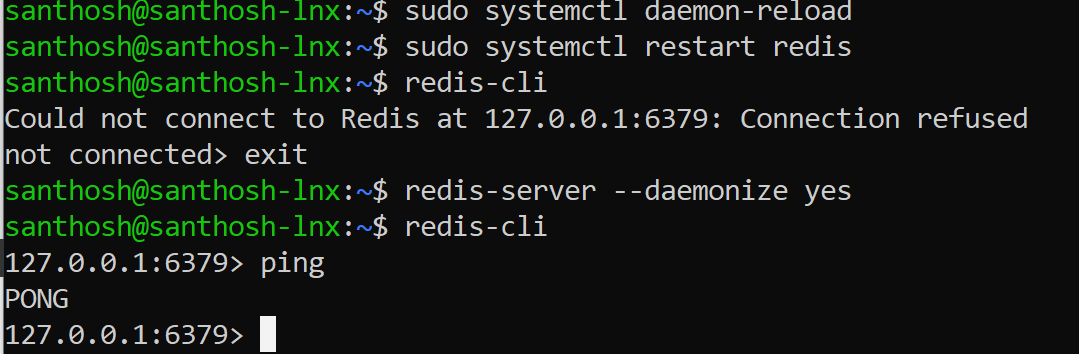 santhosh@santhosh-lnx:~$ sudo systemctl daemon-reload
santhosh@santhosh-lnx:~$ sudo systemctl restart redis
santhosh@santhosh-lnx:~$ redis-cli
Could not connect to Redis at 127.0.0.1:6379: Connection refused
not connected> exit
santhosh@santhosh-lnx:~$ redis-server --daemonize yes
santhosh@santhosh-lnx:~$ redis-cli
127.0.0.1:6379> ping
PONG
127.0.0.1:6379>